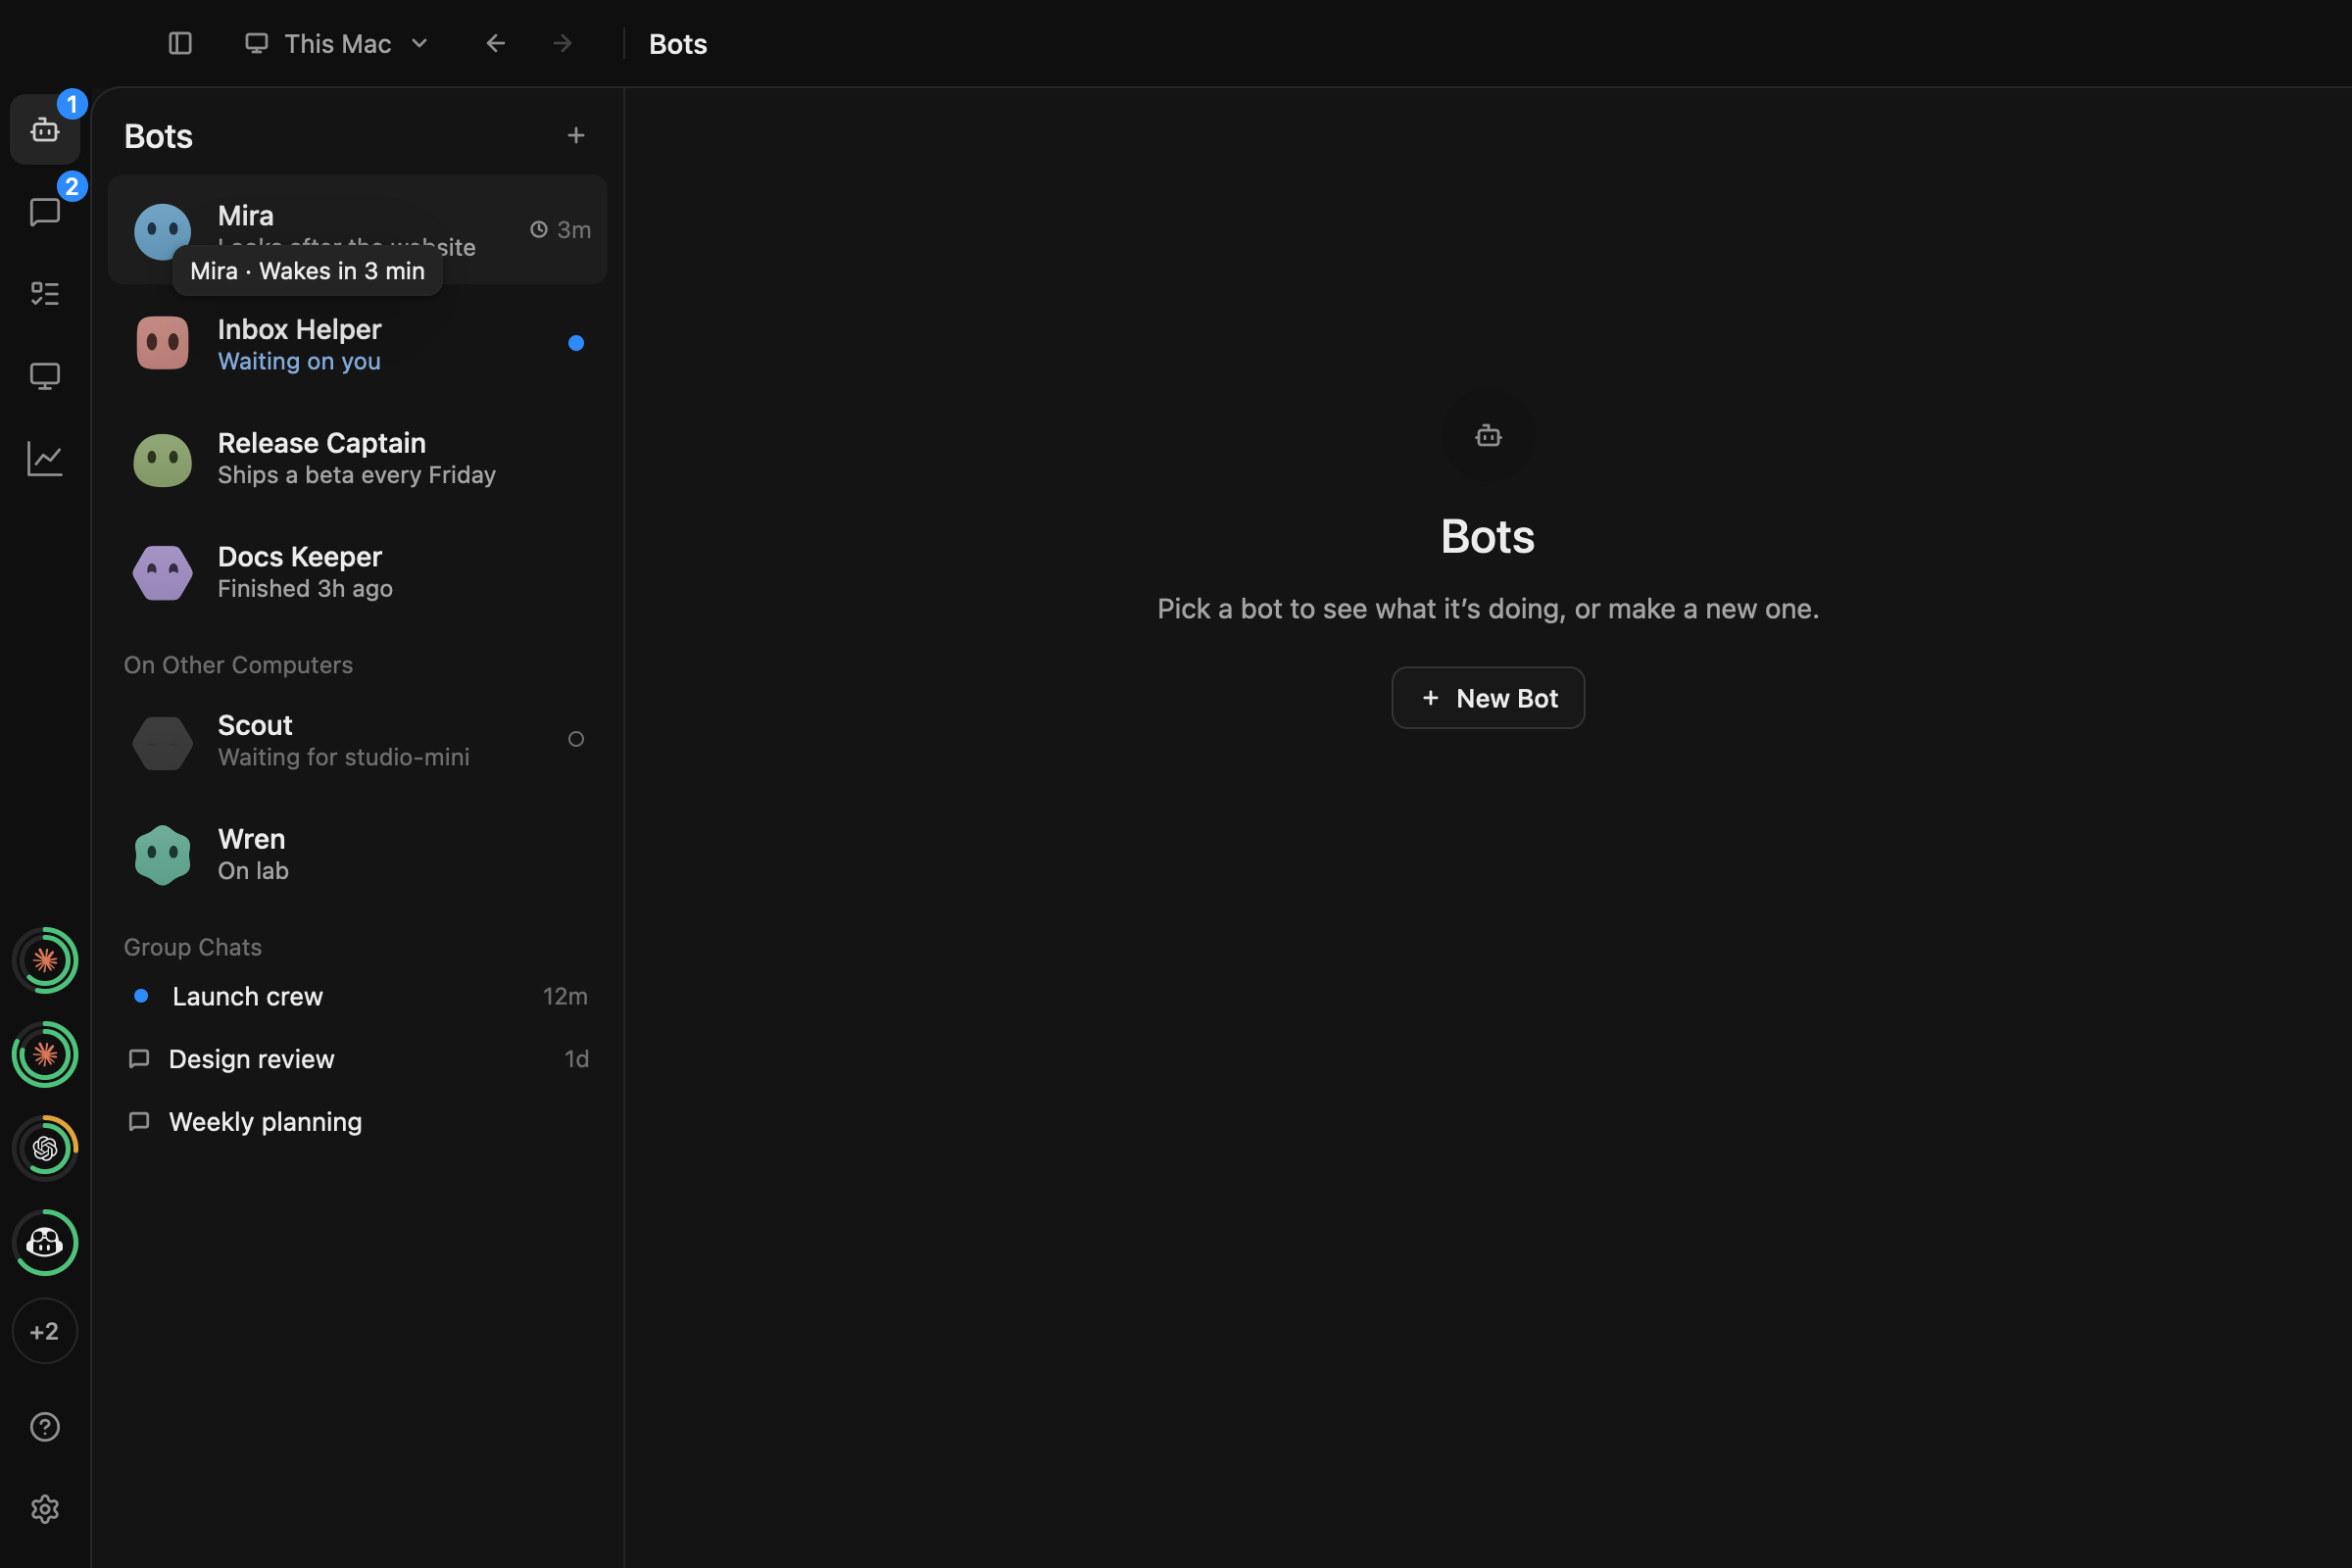 This Mac
Bots
1
2
Bots
Mira
3m
site
Mira · Wakes in 3 min
Inbox Helper
Waiting on you
Release Captain
Ships a beta every Friday
Docs Keeper
Finished 3h ago
On Other Computers
Scout
Waiting for studio-mini
Wren
On lab
Group Chats
Launch crew
12m
Design review
1d
Weekly planning
+2
Bots
Pick a bot to see what it’s doing, or make a new one.
New Bot